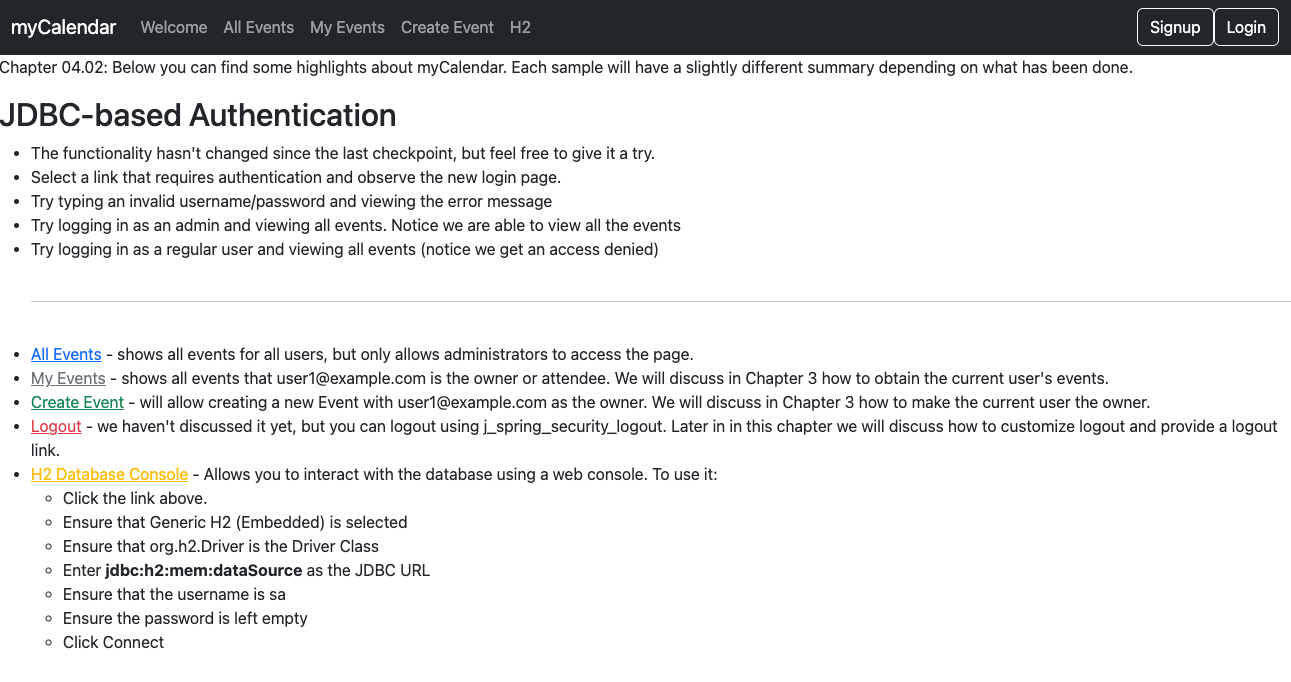 myCalendar Welcome All Events My Events Create Event H2 Signup Login
Chapter 04.02: Below you can find some highlights about myCalendar. Each sample will have a slightly different summary depending on what has been done.
JDBC-based Authentication
• The functionality hasn't changed since the last checkpoint, but feel free to give it a try.
• Select a link that requires authentication and observe the new login page.
• Try typing an invalid username/password and viewing the error message
• Try logging in as an admin and viewing all events. Notice we are able to view all the events
• Try logging in as a regular user and viewing all events (notice we get an access denied)
• All Events - shows all events for all users, but only allows administrators to access the page.
• My Events - shows all events that user1@example.com is the owner or attendee. We will discuss in Chapter 3 how to obtain the current user's events.
• Create Event - will allow creating a new Event with user1@example.com as the owner. We will discuss in Chapter 3 how to make the current user the owner.
• Logout - we haven't discussed it yet, but you can logout using j_spring_security_logout. Later in in this chapter we will discuss how to customize logout and provide a logout
link.
• H2 Database Console - Allows you to interact with the database using a web console. To use it:
◦ Click the link above.
◦ Ensure that Generic H2 (Embedded) is selected
◦ Ensure that org.h2.Driver is the Driver Class
◦ Enter jdbc:h2:mem:dataSource as the JDBC URL
◦ Ensure that the username is sa
◦ Ensure the password is left empty
◦ Click Connect